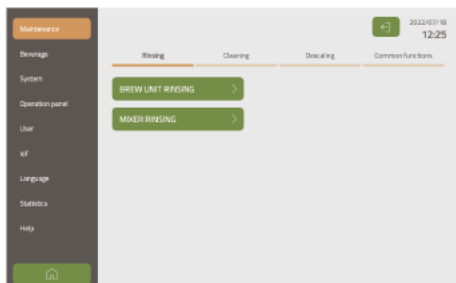 Maintenance
Beverage
System
Operation panel
User
IoT
Language
Statistics
Help
2022/07/18
12:25
Rinsing
Cleaning
Descaling
Common functions
BREW UNIT RINSING
MIXER RINSING